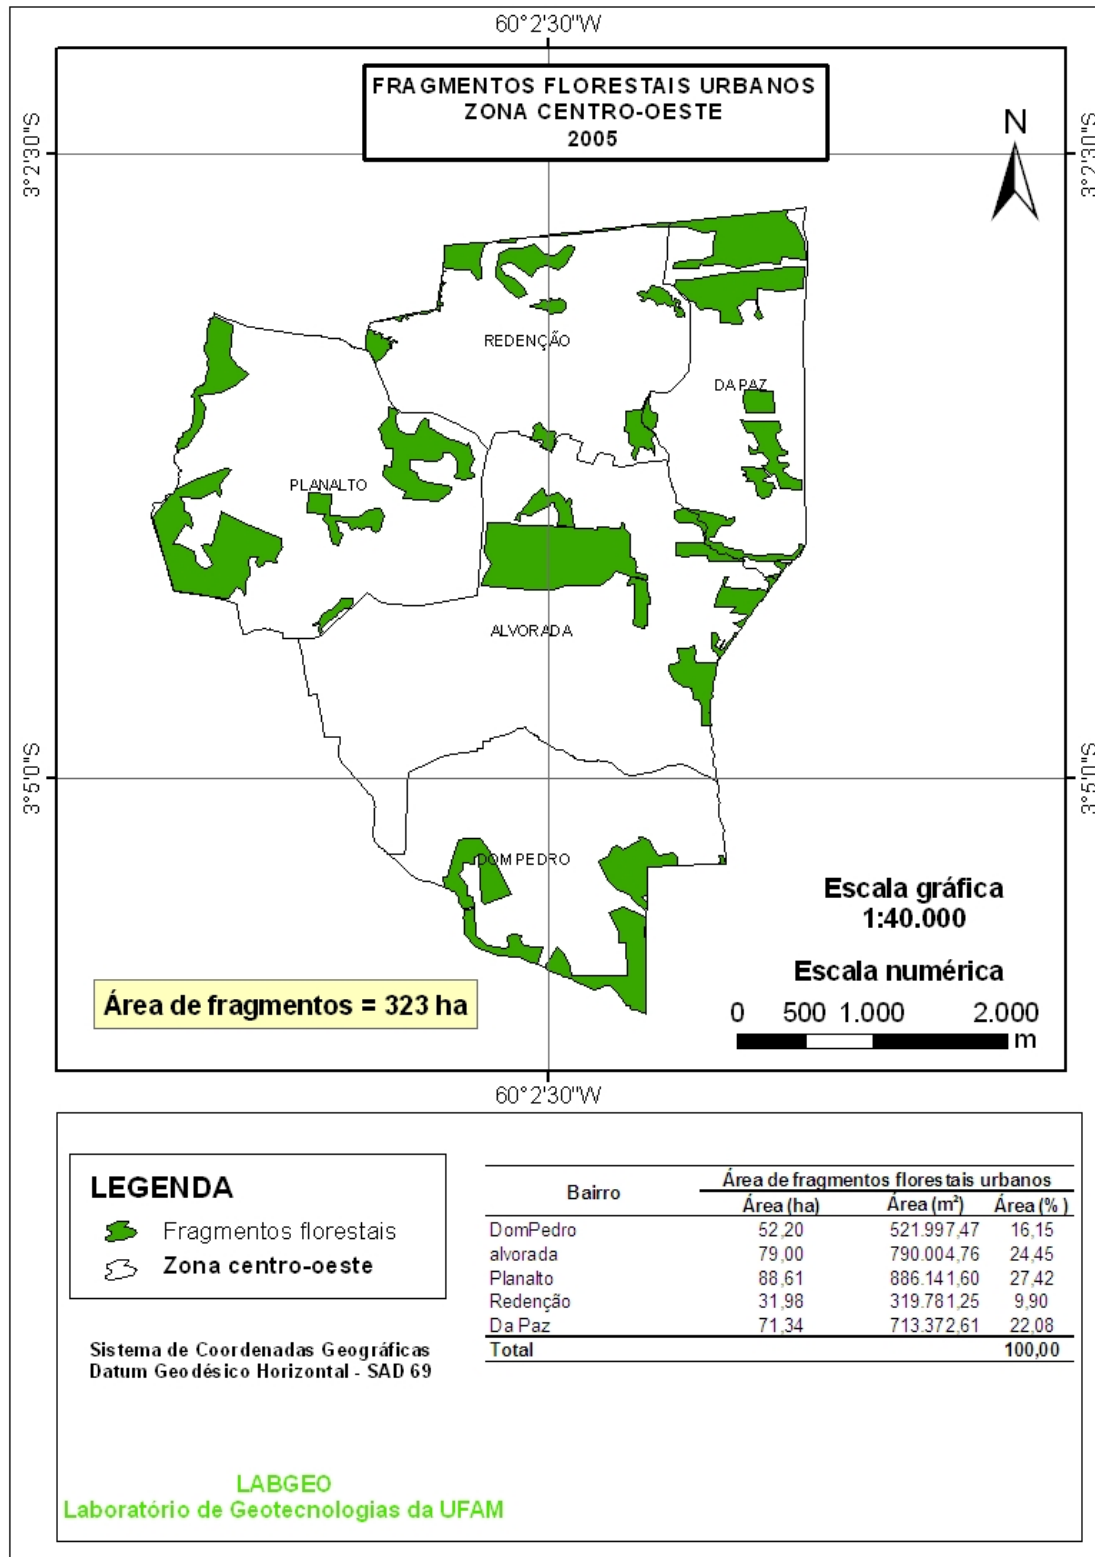 60°2'30"W
FRAGMENTOS FLORESTAIS URBANOS
ZONA CENTRO-OESTE
2005
N
3°2'30"S
3°2'30"S
REDENÇÃO
DA PAZ
PLANALTO
ALVORADA
3°5'0"S
3°5'0"S
DOM PEDRO
Escala gráfica
1:40.000
Escala numérica
Área de fragmentos = 323 ha
0 500 1.000 2.000
m
60°2'30"W
LEGENDA
Fragmentos florestais
Zona centro-oeste
Sistema de Coordenadas Geográficas
Datum Geodésico Horizontal - SAD 69
Bairro Área de fragmentos florestais urbanos
Área (ha) Área (m²) Área (%)
DomPedro 52,20 521.997,47 16,15
alvorada 79,00 790.004,76 24,45
Planalto 88,61 886.141,60 27,42
Redenção 31,98 319.781,25 9,90
Da Paz 71,34 713.372,61 22,08
Total 100,00
LABGEO
Laboratório de Geotecnologias da UFAM